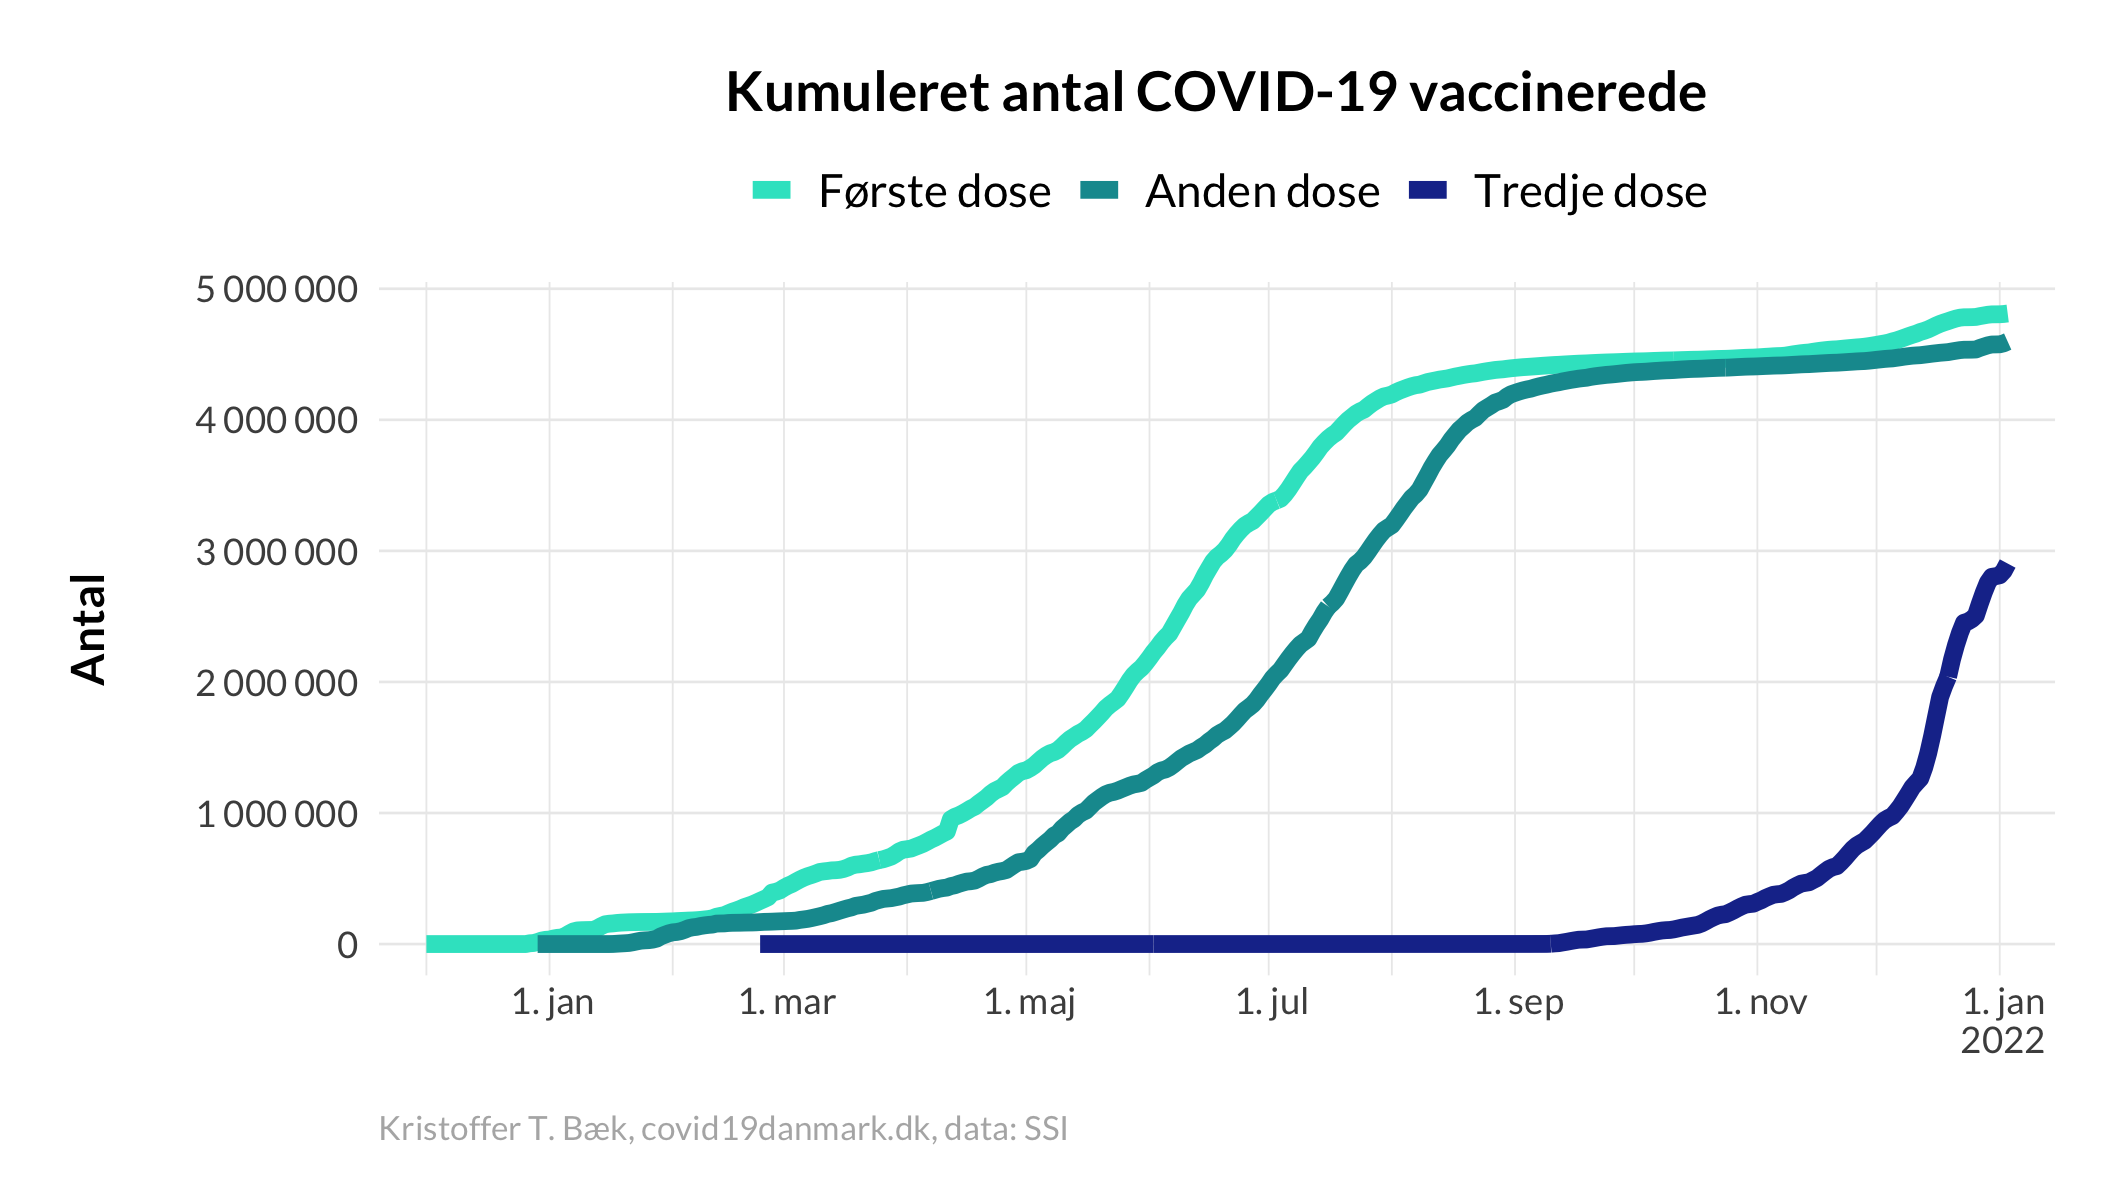 Kumuleret antal COVID-19 vaccinerede
Første dose
Anden dose
Tredje dose
5 000 000
4 000 000
3 000 000
2 000 000
1 000 000
0
Antal
1. jan
1. mar
1. maj
1. jul
1. sep
1. nov
1. jan
2022
Kristoffer T. Bæk, covid19danmark.dk, data: SSI